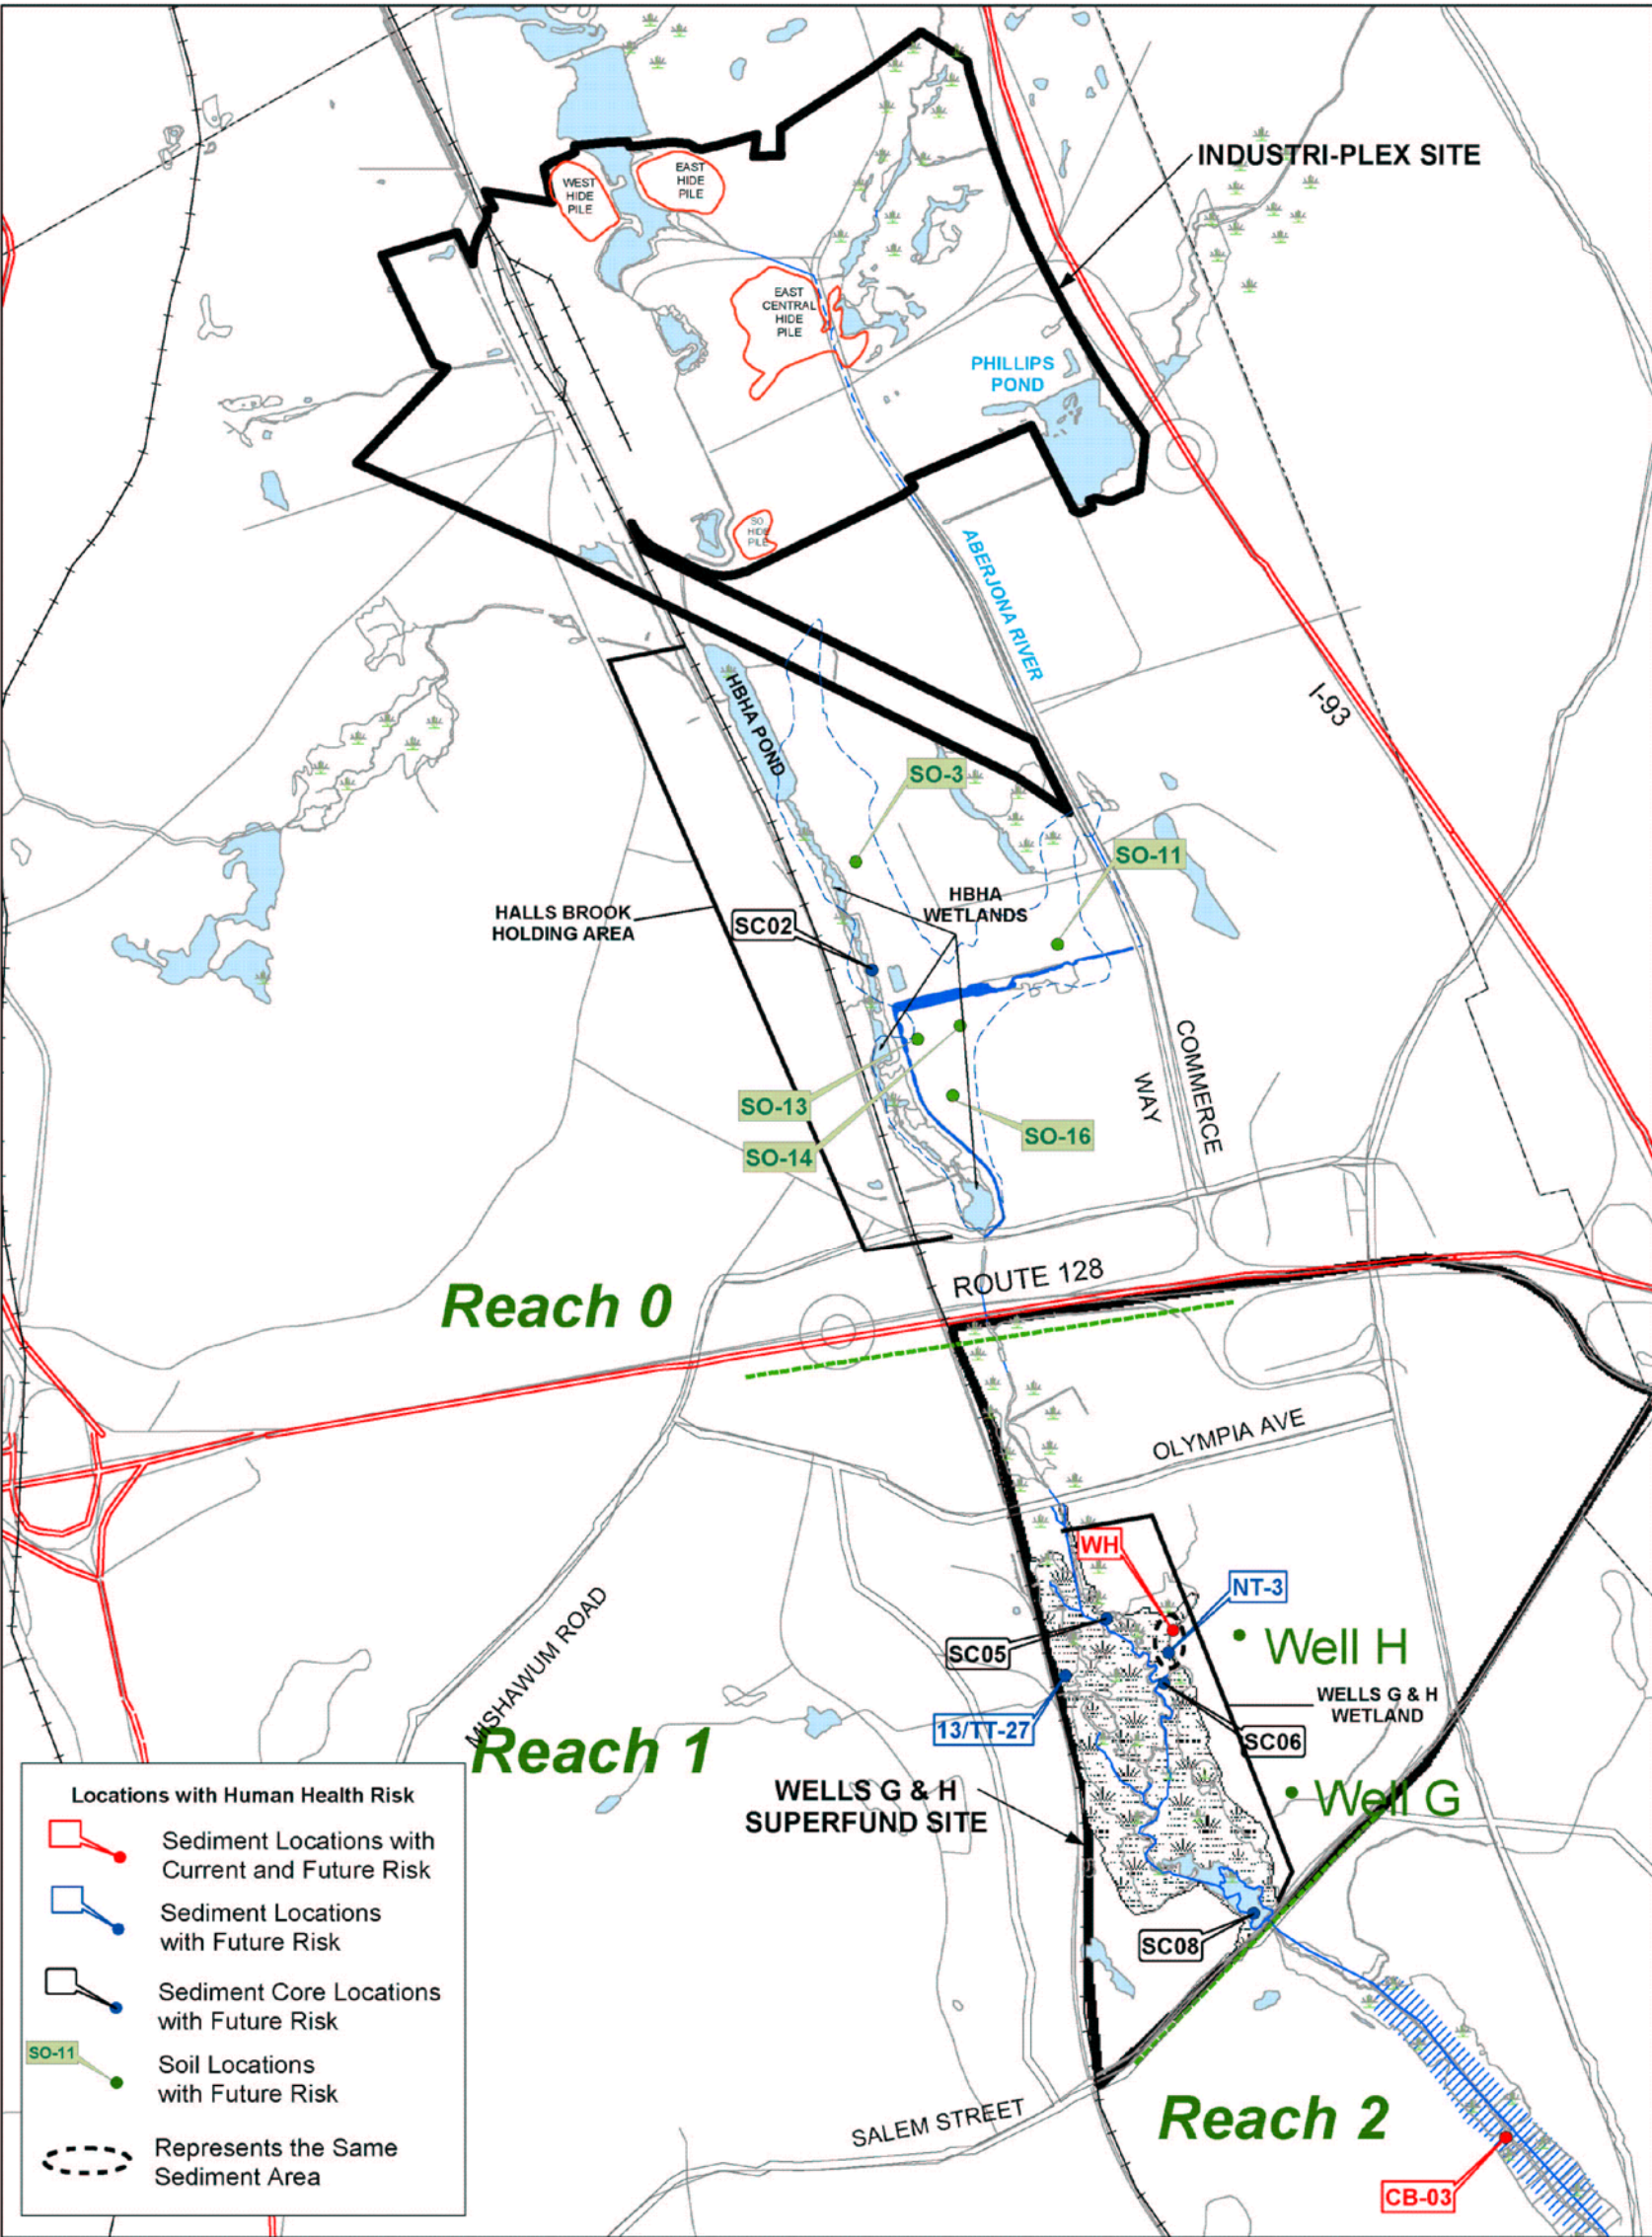 INDUSTRI-PLEX SITE
WEST
HIDE
PILE
EAST
HIDE
PILE
EAST
CENTRAL
HIDE
PILE
PHILLIPS
POND
SO
HIDE
PILE
ABERJONA RIVER
I-93
HBHA POND
SO-3
SO-11
HALLS BROOK
HOLDING AREA
SC02
HBHA
WETLANDS
COMMERCE
WAY
SO-13
SO-14
SO-16
ROUTE 128
Reach 0
OLYMPIA AVE
WH
NT-3
Well H
SC05
MISHAWUM ROAD
WELLS G & H
WETLAND
13/TT-27
SC06
Reach 1
WELLS G & H
SUPERFUND SITE
Well G
SC08
SALEM STREET
Reach 2
CB-03
Locations with Human Health Risk
Sediment Locations with
Current and Future Risk
Sediment Locations
with Future Risk
Sediment Core Locations
with Future Risk
SO-11
Soil Locations
with Future Risk
Represents the Same
Sediment Area